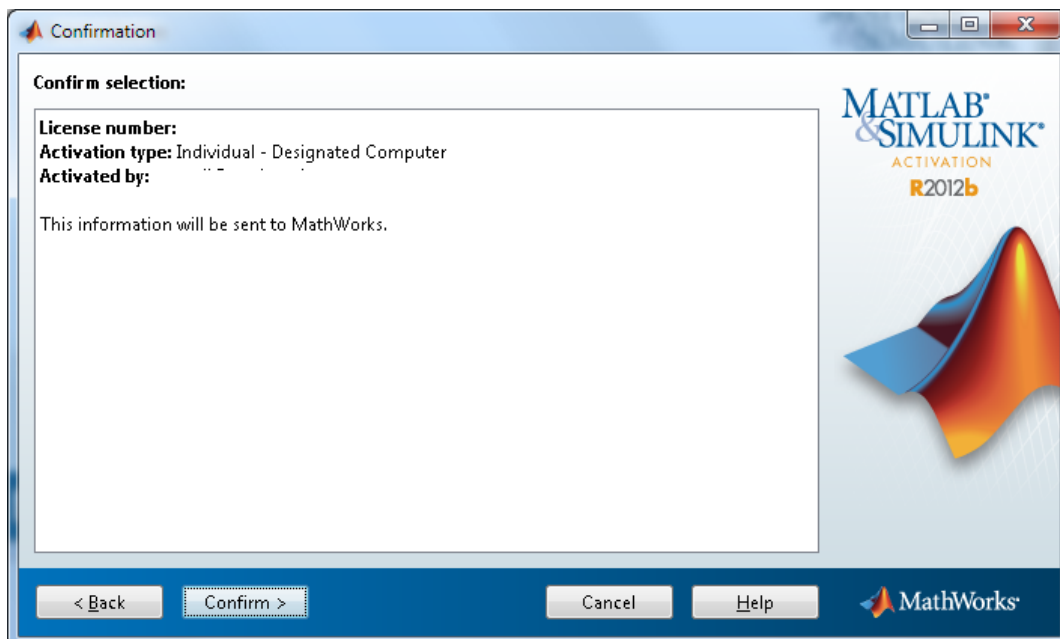 Confirmation
Confirm selection:
License number:
Activation type: Individual - Designated Computer
Activated by:
This information will be sent to MathWorks.
MATLAB®
&SIMULINK®
ACTIVATION
R2012b
< Back
Confirm >
Cancel
Help
MathWorks®